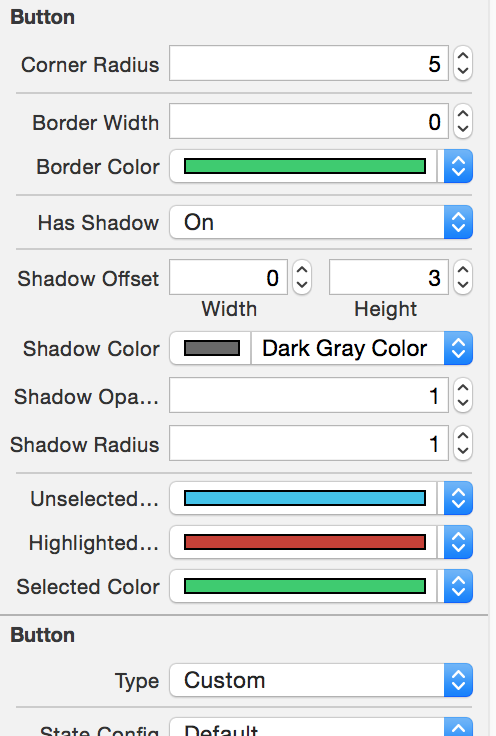 Button
Corner Radius 5
Border Width 0
Border Color
Has Shadow On
Shadow Offset 0 3
Width Height
Shadow Color Dark Gray Color
Shadow Opa... 1
Shadow Radius 1
Unselected...
Highlighted...
Selected Color
Button
Type Custom
State Config Default